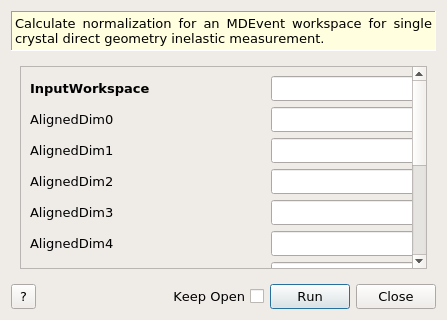 Calculate normalization for an MDEvent workspace for single
crystal direct geometry inelastic measurement.
InputWorkspace
AlignedDim0
AlignedDim1
AlignedDim2
AlignedDim3
AlignedDim4
? Keep Open Run Close